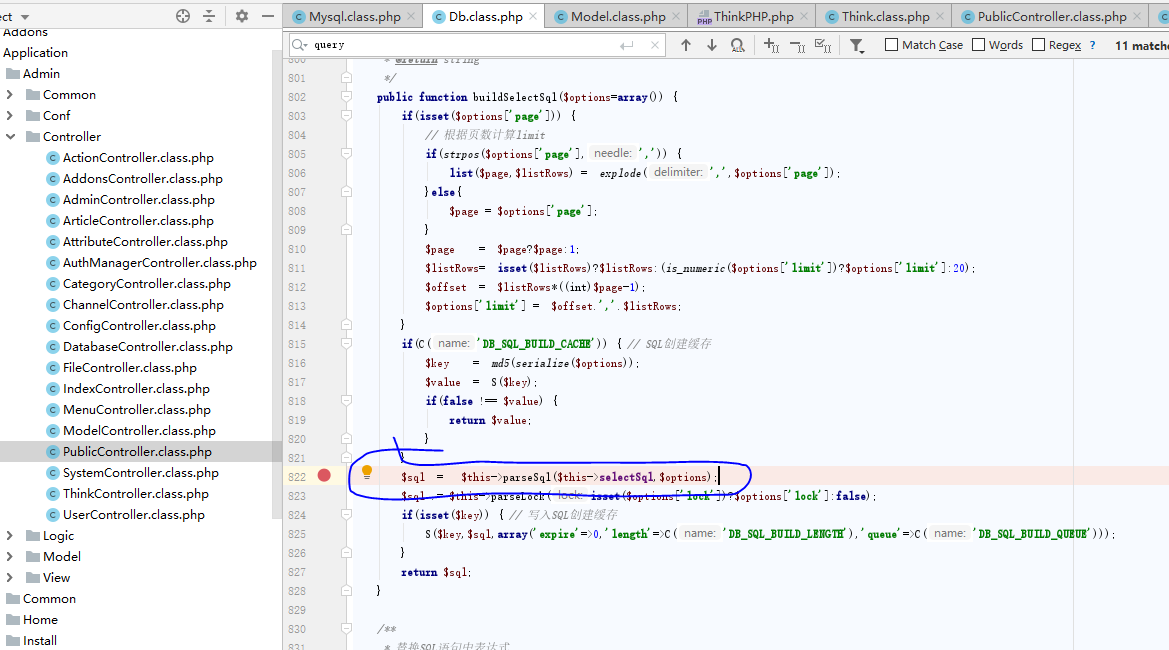 ect
Mysql.class.php
Db.class.php
Model.class.php
ThinkPHP.php
Think.class.php
PublicController.class.php
query
Match Case
Words
Regex
?
11 matche
Addons
Application
Admin
Common
Conf
Controller
ActionController.class.php
AddonsController.class.php
AdminController.class.php
ArticleController.class.php
AttributeController.class.php
AuthManagerController.class.php
CategoryController.class.php
ChannelController.class.php
ConfigController.class.php
DatabaseController.class.php
FileController.class.php
IndexController.class.php
MenuController.class.php
ModelController.class.php
PublicController.class.php
SystemController.class.php
ThinkController.class.php
UserController.class.php
Logic
Model
View
Common
Home
Install
800 * @return string
801 */
802 public function buildSelectSql($options=array()) {
803 if(isset($options['page'])) {
804 // 根据页数计算limit
805 if(strpos($options['page'], needle: ',')) {
806 list($page,$listRows) = explode( delimiter: ',',$options['page']);
807 }else{
808 $page = $options['page'];
809 }
810 $page = $page?$page:1;
811 $listRows= isset($listRows)?$listRows:(is_numeric($options['limit'])?$options['limit']:20);
812 $offset = $listRows*((int)$page-1);
813 $options['limit'] = $offset.','.$listRows;
814 }
815 if(C( name: 'DB_SQL_BUILD_CACHE')) { // SQL创建缓存
816 $key = md5(serialize($options));
817 $value = S($key);
818 if(false !== $value) {
819 return $value;
820 }
821 }
822 $sql = $this->parseSql($this->selectSql,$options);
823 $sql .= $this->parseLock( lock: isset($options['lock'])?$options['lock']:false);
824 if(isset($key)) { // 写入SQL创建缓存
825 S($key,$sql,array('expire'=>0,'length'=>C( name: 'DB_SQL_BUILD_LENGTH'),'queue'=>C( name: 'DB_SQL_BUILD_QUEUE')));
826 }
827 return $sql;
828 }
829
830 /**
831 * 替换SQL语句中表达式